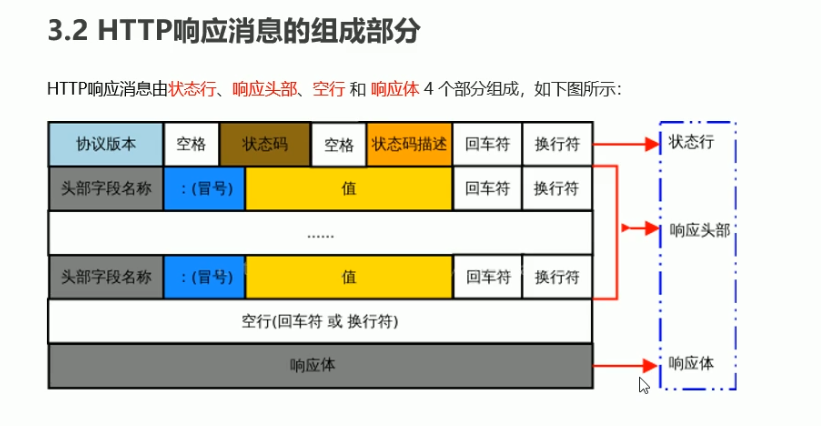 3.2 HTTP响应消息的组成部分
HTTP响应消息由状态行、响应头部、空行 和 响应体 4 个部分组成，如下图所示：
协议版本 空格 状态码 空格 状态码描述 回车符 换行符 状态行
头部字段名称 ：(冒号) 值 回车符 换行符
...... 响应头部
头部字段名称 ：(冒号) 值 回车符 换行符
空行(回车符 或 换行符)
响应体 响应体